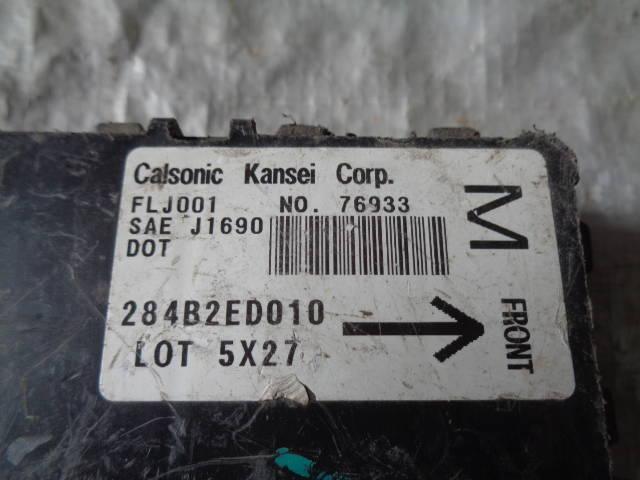 Calsonic Kansei Corp.
FLJ001 NO. 76933
SAE J1690
DOT
284B2ED010
LOT 5X27
M
FRONT